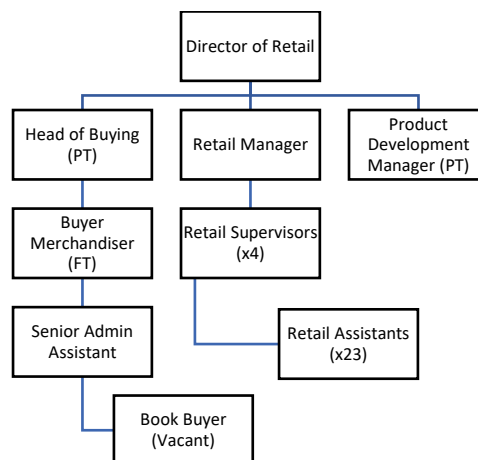 Director of Retail
Head of Buying
(PT)
Retail Manager
Product
Development
Manager (PT)
Buyer
Merchandiser
(FT)
Retail Supervisors
(x4)
Senior Admin
Assistant
Retail Assistants
(x23)
Book Buyer
(Vacant)